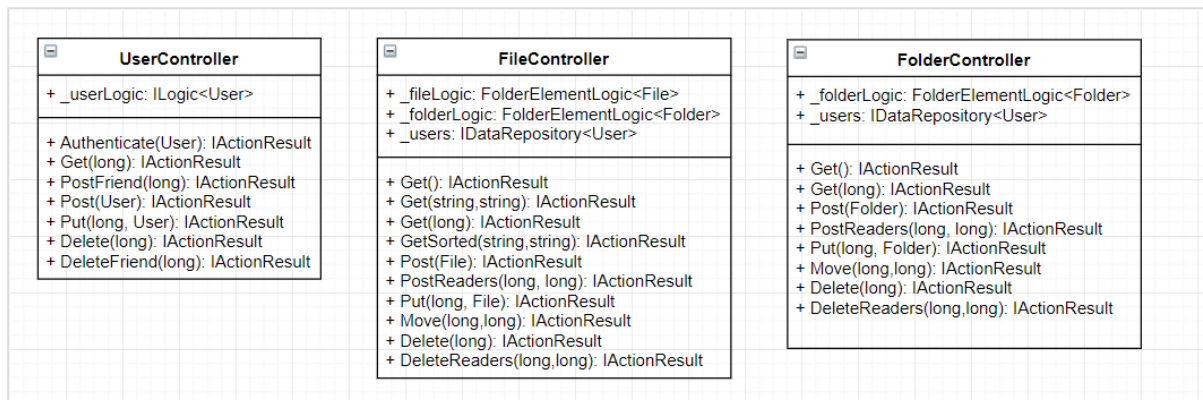 UserController
+ _userLogic: ILogic<User>
+ Authenticate(User): IActionResult
+ Get(long): IActionResult
+ PostFriend(long): IActionResult
+ Post(User): IActionResult
+ Put(long, User): IActionResult
+ Delete(long): IActionResult
+ DeleteFriend(long): IActionResult
FileController
+ _fileLogic: FolderElementLogic<File>
+ _folderLogic: FolderElementLogic<Folder>
+ _users: IDataRepository<User>
+ Get(): IActionResult
+ Get(string,string): IActionResult
+ Get(long): IActionResult
+ GetSorted(string,string): IActionResult
+ Post(File): IActionResult
+ PostReaders(long, long): IActionResult
+ Put(long, File): IActionResult
+ Move(long,long): IActionResult
+ Delete(long): IActionResult
+ DeleteReaders(long,long): IActionResult
FolderController
+ _folderLogic: FolderElementLogic<Folder>
+ _users: IDataRepository<User>
+ Get(): IActionResult
+ Get(long): IActionResult
+ Post(Folder): IActionResult
+ PostReaders(long, long): IActionResult
+ Put(long, Folder): IActionResult
+ Move(long,long): IActionResult
+ Delete(long): IActionResult
+ DeleteReaders(long,long): IActionResult